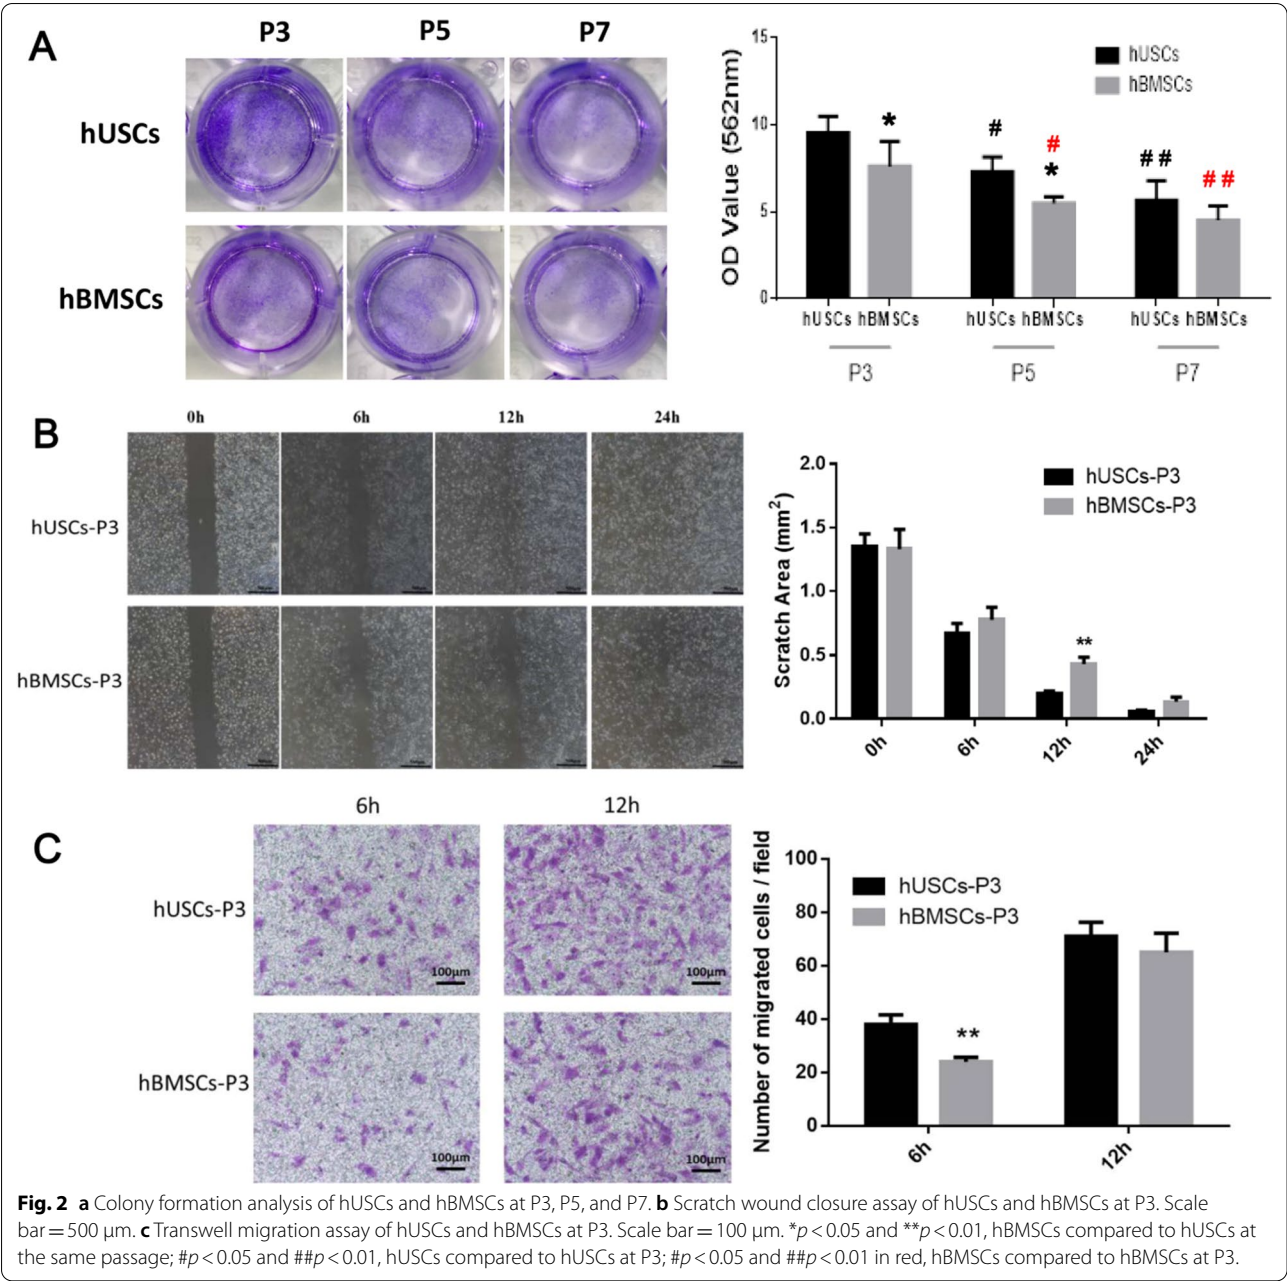 A
P3 P5 P7
hUSCs
hBMSCs
OD Value (562nm)
15
10
5
0
hUSCs
hBMSCs
*
#
#
*
##
##
hUSCs hBMSCs hUSCs hBMSCs hUSCs hBMSCs
P3 P5 P7
B
0h 6h 12h 24h
hUSCs-P3
hBMSCs-P3
Scratch Area (mm²)
2.0
1.5
1.0
0.5
0.0
hUSCs-P3
hBMSCs-P3
**
0h 6h 12h 24h
C
6h 12h
hUSCs-P3
100μm 100μm
hBMSCs-P3
100μm 100μm
Number of migrated cells / field
100
80
60
40
20
0
hUSCs-P3
hBMSCs-P3
**
6h 12h
Fig. 2 a Colony formation analysis of hUSCs and hBMSCs at P3, P5, and P7. b Scratch wound closure assay of hUSCs and hBMSCs at P3. Scale
bar = 500 μm. c Transwell migration assay of hUSCs and hBMSCs at P3. Scale bar = 100 μm. *p < 0.05 and **p < 0.01, hBMSCs compared to hUSCs at
the same passage; #p < 0.05 and ##p < 0.01, hUSCs compared to hUSCs at P3; #p < 0.05 and ##p < 0.01 in red, hBMSCs compared to hBMSCs at P3.